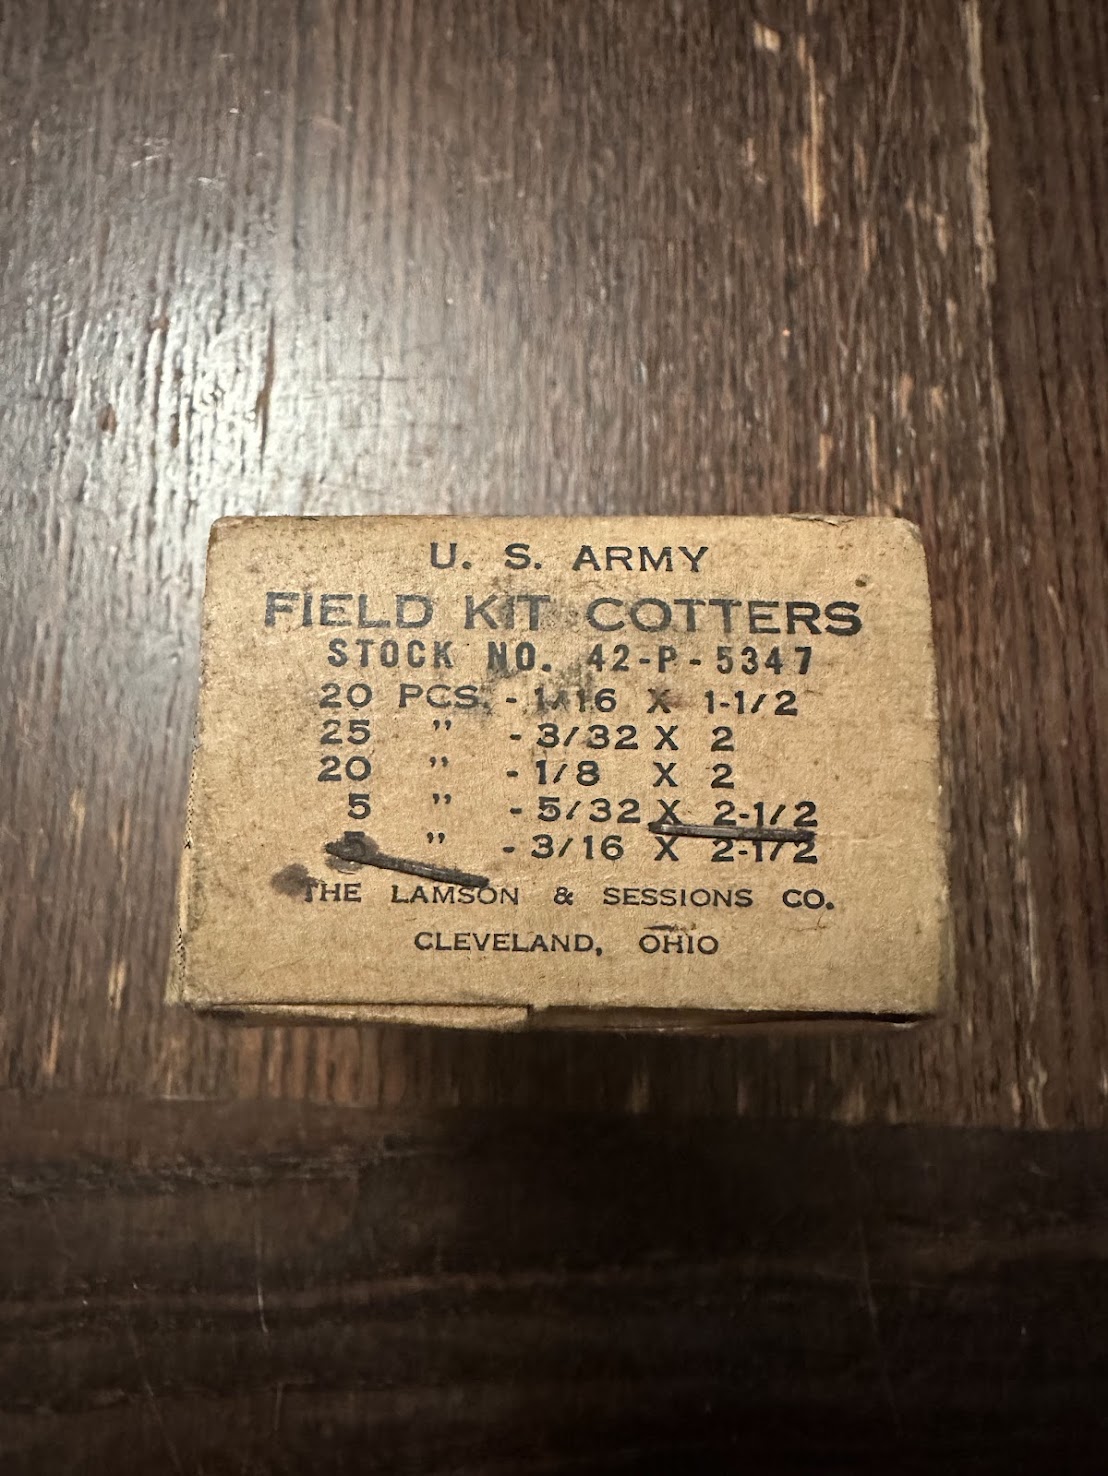 U. S. ARMY
FIELD KIT COTTERS
STOCK NO. 42-P-5347
20 PCS. - 1/16 X 1-1/2
25 " - 3/32 X 2
20 " - 1/8 X 2
5 " - 5/32 X 2-1/2
5 " - 3/16 X 2-1/2
THE LAMSON & SESSIONS CO.
CLEVELAND, OHIO